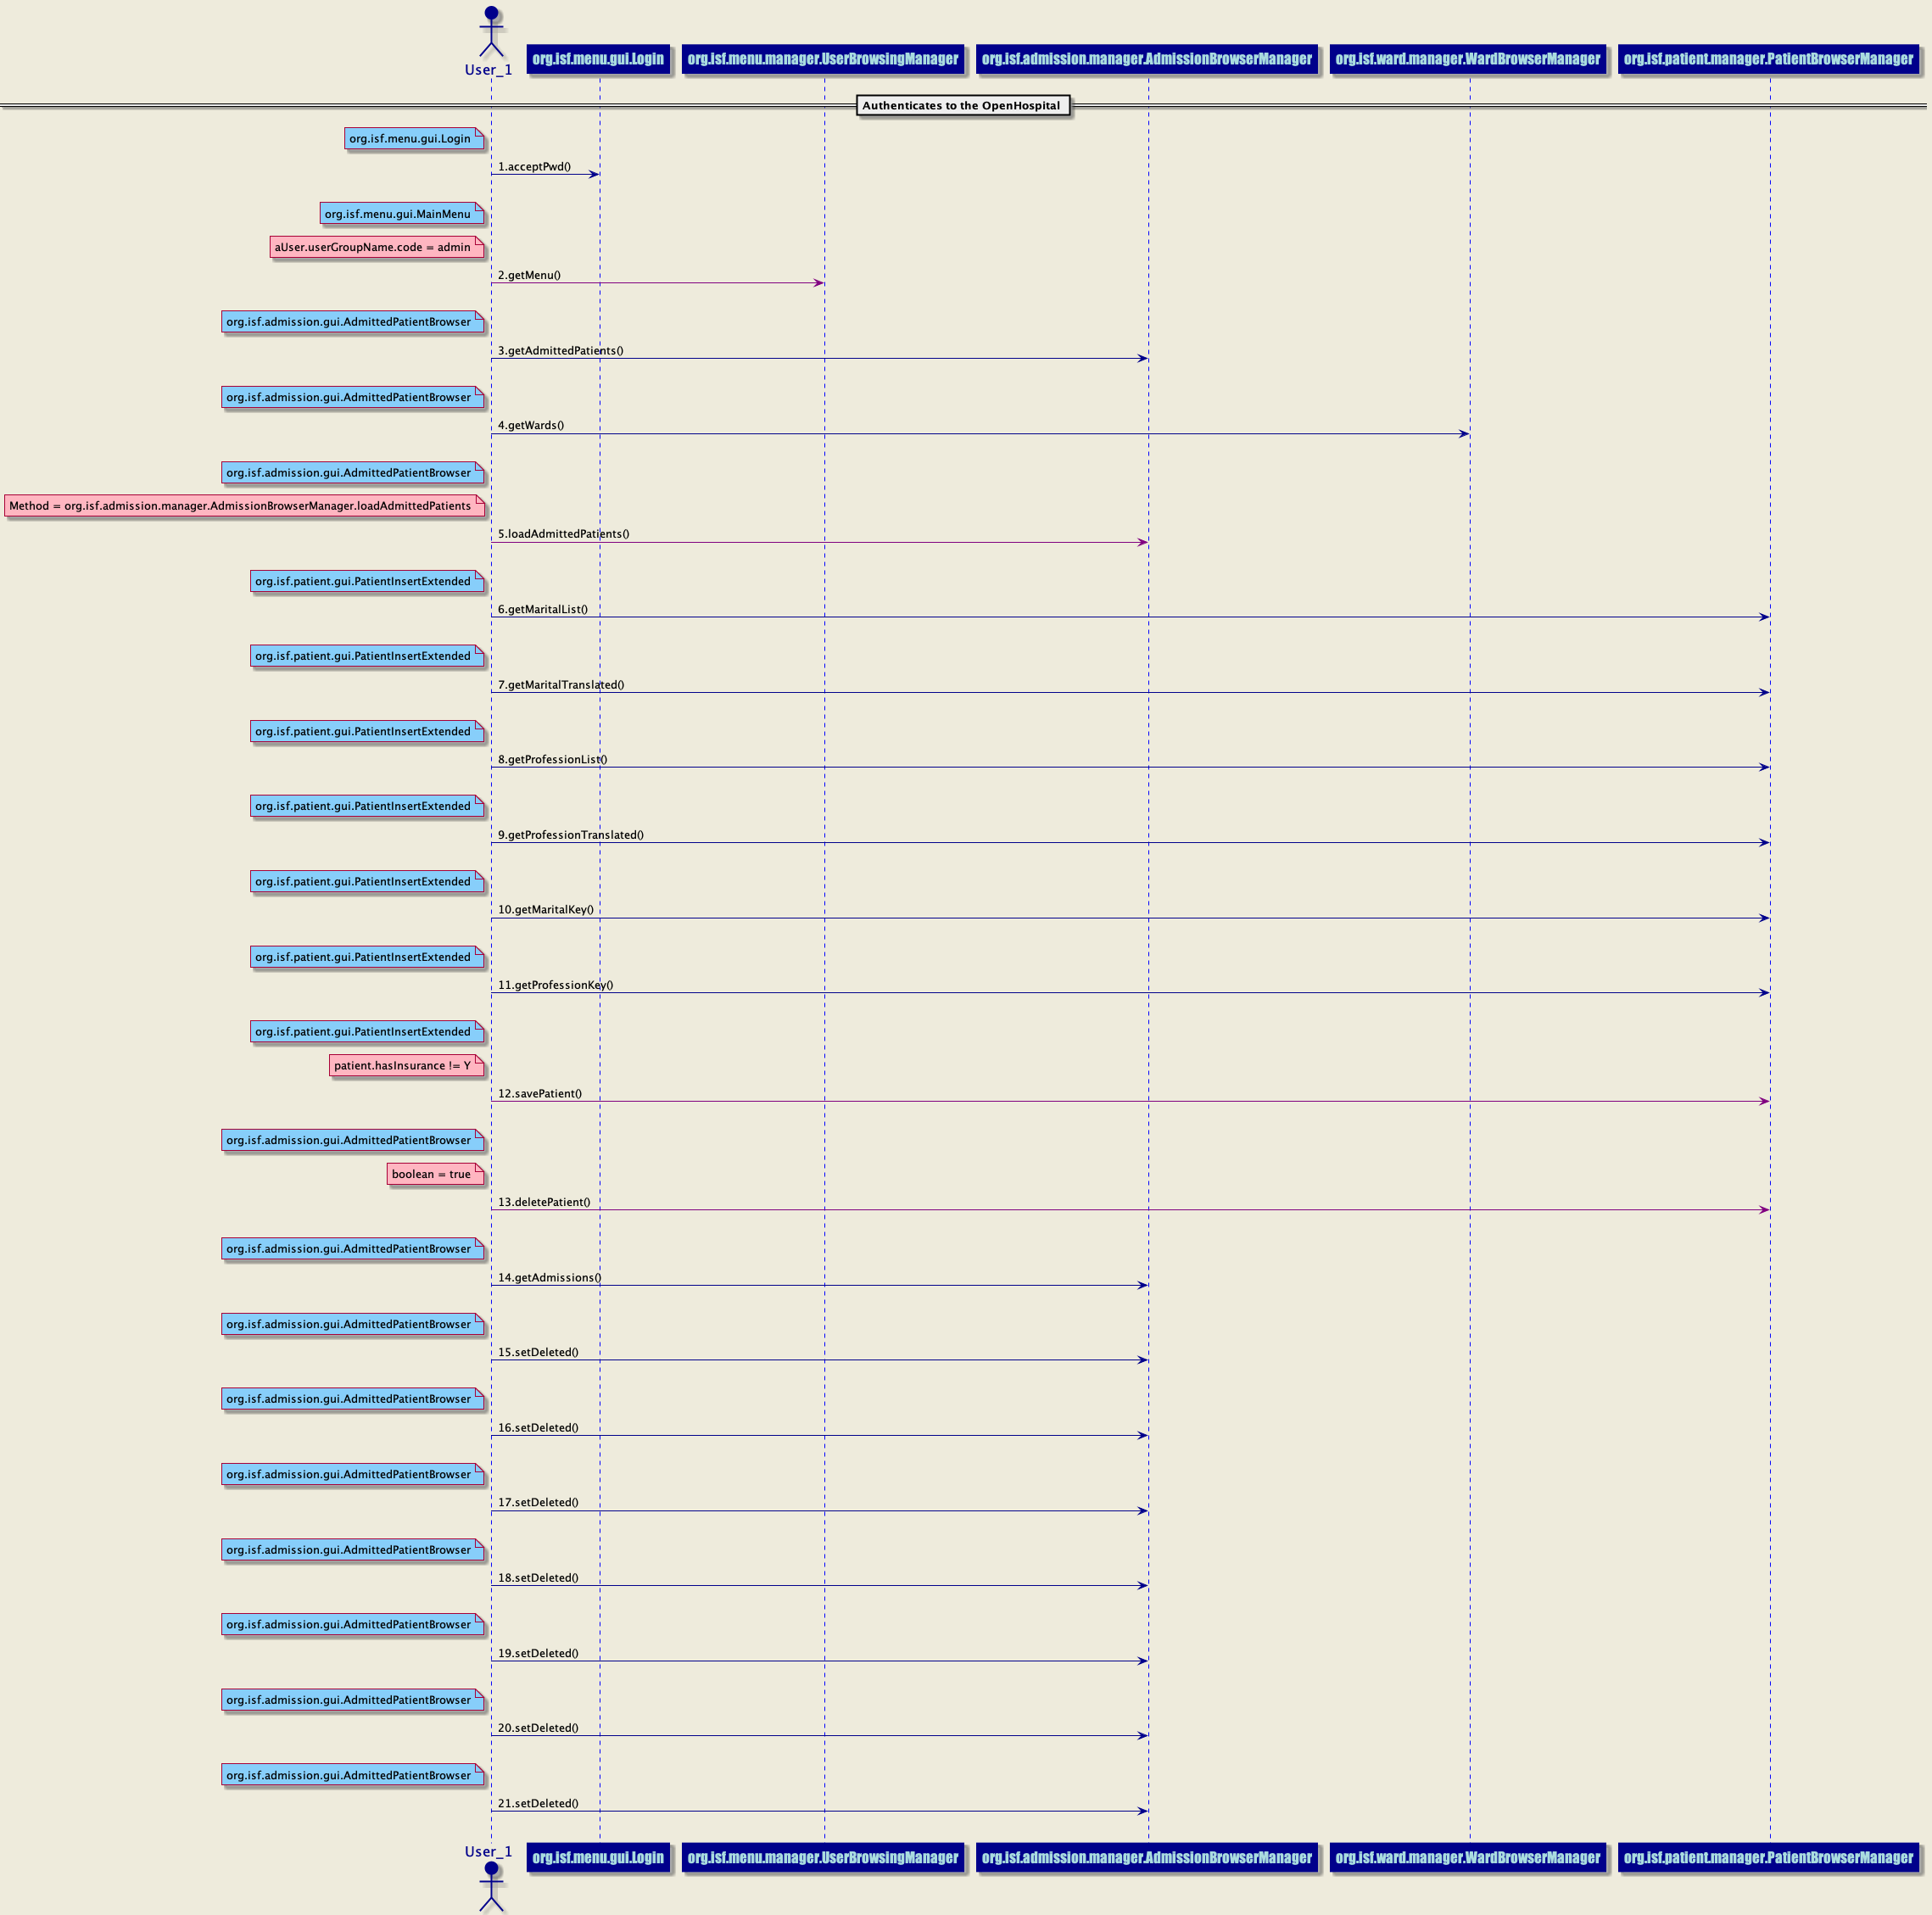 User_1
org.isf.menu.gui.Login
org.isf.menu.manager.UserBrowsingManager
org.isf.admission.manager.AdmissionBrowserManager
org.isf.ward.manager.WardBrowserManager
org.isf.patient.manager.PatientBrowserManager
Authenticates to the OpenHospital
org.isf.menu.gui.Login
1.acceptPwd()
org.isf.menu.gui.MainMenu
aUser.userGroupName.code = admin
2.getMenu()
org.isf.admission.gui.AdmittedPatientBrowser
3.getAdmittedPatients()
org.isf.admission.gui.AdmittedPatientBrowser
4.getWards()
org.isf.admission.gui.AdmittedPatientBrowser
Method = org.isf.admission.manager.AdmissionBrowserManager.loadAdmittedPatients
5.loadAdmittedPatients()
org.isf.patient.gui.PatientInsertExtended
6.getMaritalList()
org.isf.patient.gui.PatientInsertExtended
7.getMaritalTranslated()
org.isf.patient.gui.PatientInsertExtended
8.getProfessionList()
org.isf.patient.gui.PatientInsertExtended
9.getProfessionTranslated()
org.isf.patient.gui.PatientInsertExtended
10.getMaritalKey()
org.isf.patient.gui.PatientInsertExtended
11.getProfessionKey()
org.isf.patient.gui.PatientInsertExtended
patient.hasInsurance != Y
12.savePatient()
org.isf.admission.gui.AdmittedPatientBrowser
boolean = true
13.deletePatient()
org.isf.admission.gui.AdmittedPatientBrowser
14.getAdmissions()
org.isf.admission.gui.AdmittedPatientBrowser
15.setDeleted()
org.isf.admission.gui.AdmittedPatientBrowser
16.setDeleted()
org.isf.admission.gui.AdmittedPatientBrowser
17.setDeleted()
org.isf.admission.gui.AdmittedPatientBrowser
18.setDeleted()
org.isf.admission.gui.AdmittedPatientBrowser
19.setDeleted()
org.isf.admission.gui.AdmittedPatientBrowser
20.setDeleted()
org.isf.admission.gui.AdmittedPatientBrowser
21.setDeleted()
User_1
org.isf.menu.gui.Login
org.isf.menu.manager.UserBrowsingManager
org.isf.admission.manager.AdmissionBrowserManager
org.isf.ward.manager.WardBrowserManager
org.isf.patient.manager.PatientBrowserManager